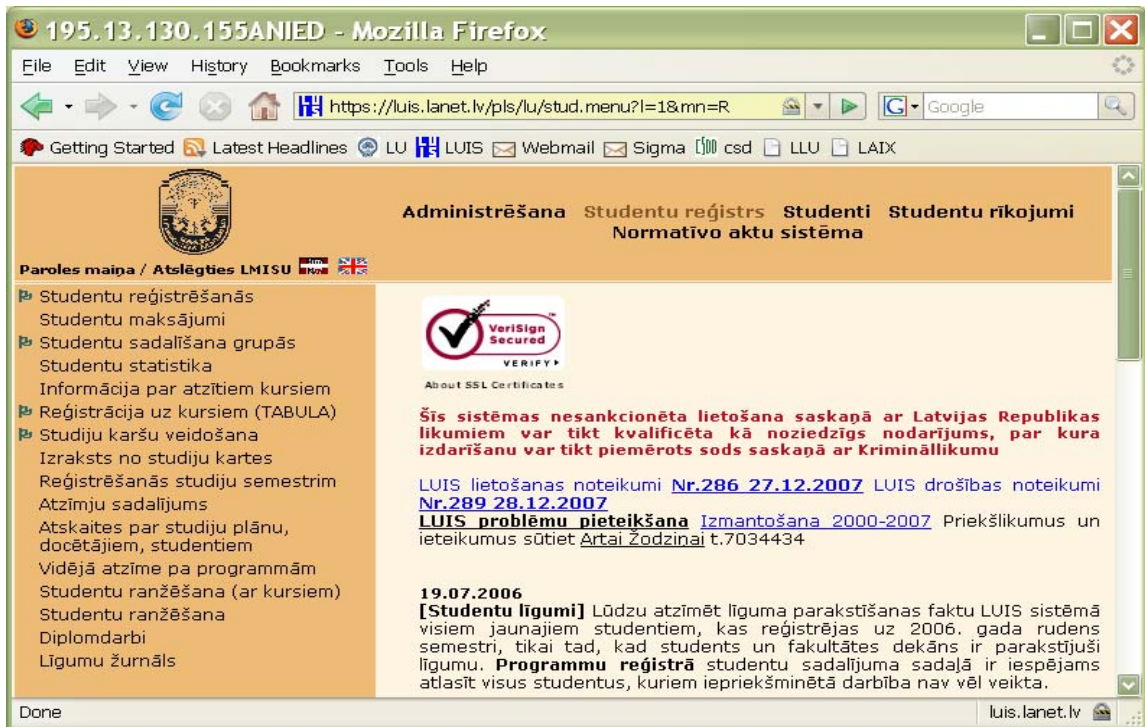 195.13.130.155ANIED - Mozilla Firefox
File Edit View History Bookmarks Tools Help
https://luis.lanet.lv/pls/lu/stud.menu?l=1&mn=R
G Google
Getting Started Latest Headlines LU LUIS Webmail Sigma csd LLU LAIX
Administrēšana Studentu reģistrs Studenti Studentu rīkojumi
Normatīvo aktu sistēma
Paroles maiņa / Atslēgties LMISU
Studentu reģistrēšanās
Studentu maksājumi
Studentu sadalīšana grupās
Studentu statistika
Informācija par atzītiem kursiem
Reģistrācija uz kursiem (TABULA)
Studiju karšu veidošana
Izraksts no studiju kartes
Reģistrēšanās studiju semestrim
Atzīmju sadalījums
Atskaites par studiju plānu,
docētājiem, studentiem
Vidējā atzīme pa programmām
Studentu ranžēšana (ar kursiem)
Studentu ranžēšana
Diplomdarbi
Līgumu žurnāls
VeriSign
Secured
VERIFY
About SSL Certificates
Šīs sistēmas nesankcionēta lietošana saskaņā ar Latvijas Republikas
likumiem var tikt kvalificēta kā noziedzīgs nodarījums, par kura
izdarīšanu var tikt piemērots sods saskaņā ar Krimināllikumu
LUIS lietošanas noteikumi Nr.286 27.12.2007 LUIS drošības noteikumi
Nr.289 28.12.2007
LUIS problēmu pieteikšana Izmantošana 2000-2007 Priekšlikumus un
ieteikumus sūtiet Artai Žodziņai t.7034434
19.07.2006
[Studentu līgumi] Lūdzu atzīmēt līguma parakstīšanas faktu LUIS sistēmā
visiem jaunajiem studentiem, kas reģistrējas uz 2006. gada rudens
semestri, tikai tad, kad students un fakultātes dekāns ir parakstījuši
līgumu. Programmu reģistrā studentu sadalījuma sadaļā ir iespējams
atlasīt visus studentus, kuriem iepriekšminētā darbība nav vēl veikta.
Done
luis.lanet.lv